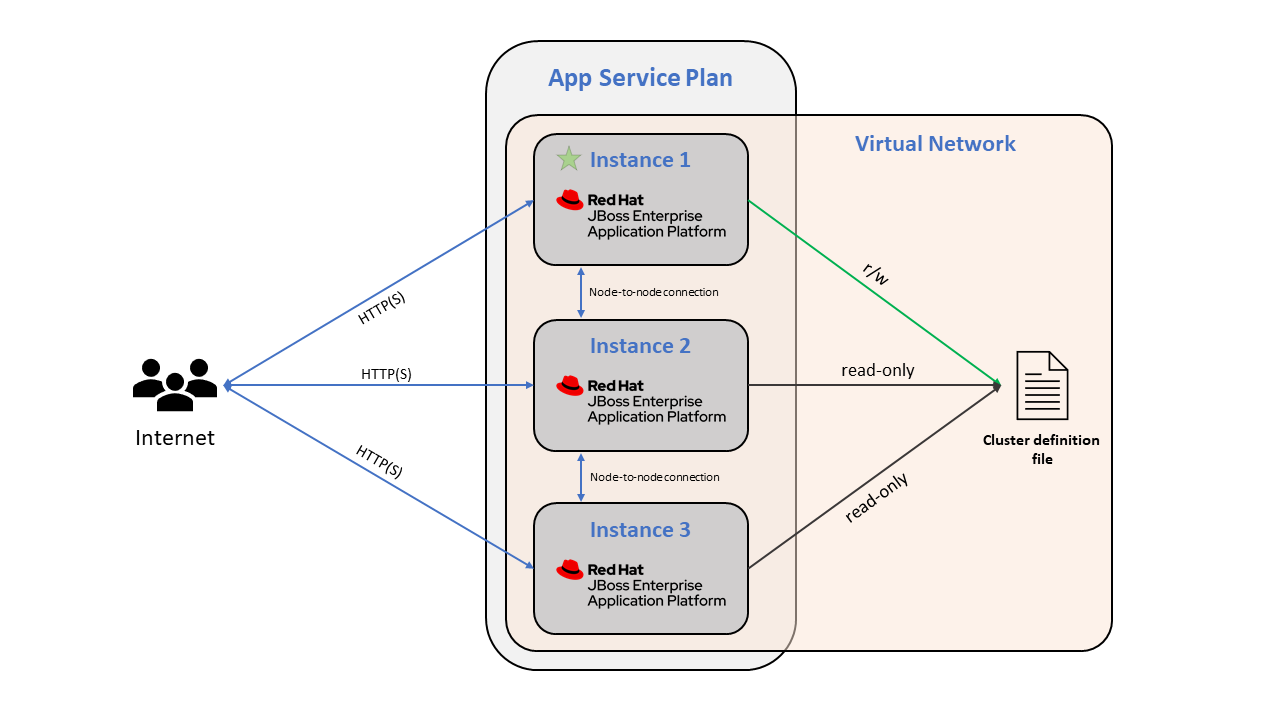 App Service Plan
Virtual Network
Instance 1
Red Hat
JBoss Enterprise
Application Platform
HTTP(S)
r/w
Node-to-node connection
Instance 2
Red Hat
JBoss Enterprise
Application Platform
HTTP(S)
read-only
Internet
Cluster definition
file
HTTP(S)
Node-to-node connection
read-only
Instance 3
Red Hat
JBoss Enterprise
Application Platform